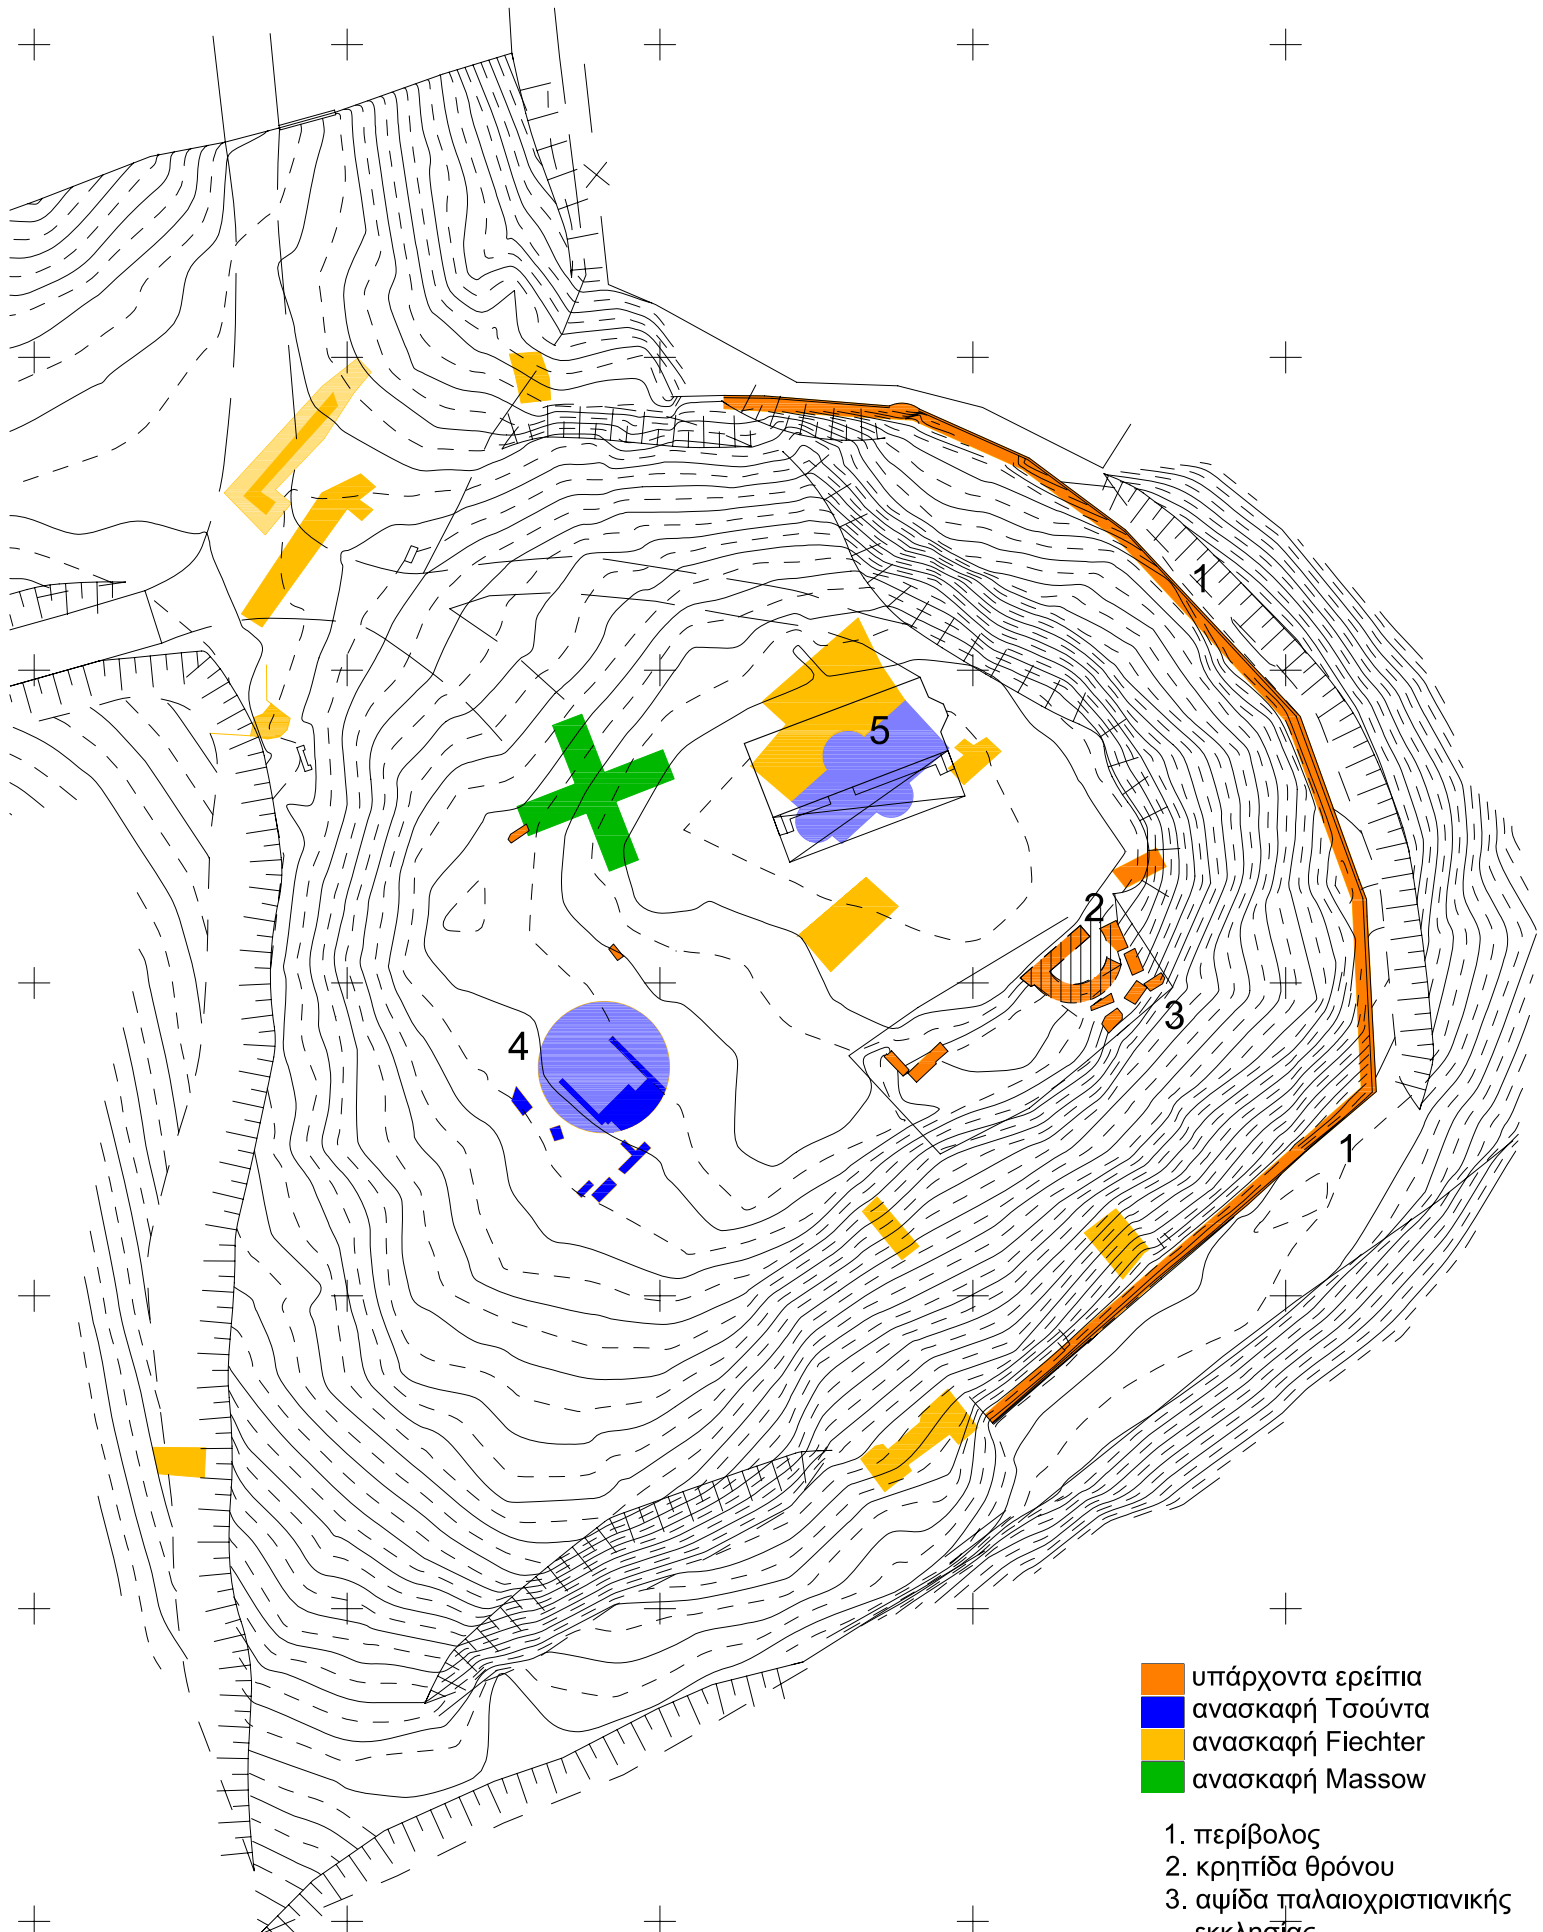 1
5
2
3
4
1
υπάρχοντα ερείπια
ανασκαφή Τσούντα
ανασκαφή Fiechter
ανασκαφή Massow
1. περίβολος
2. κρηπίδα θρόνου
3. αψίδα παλαιοχριστιανικής
εκκλησίας